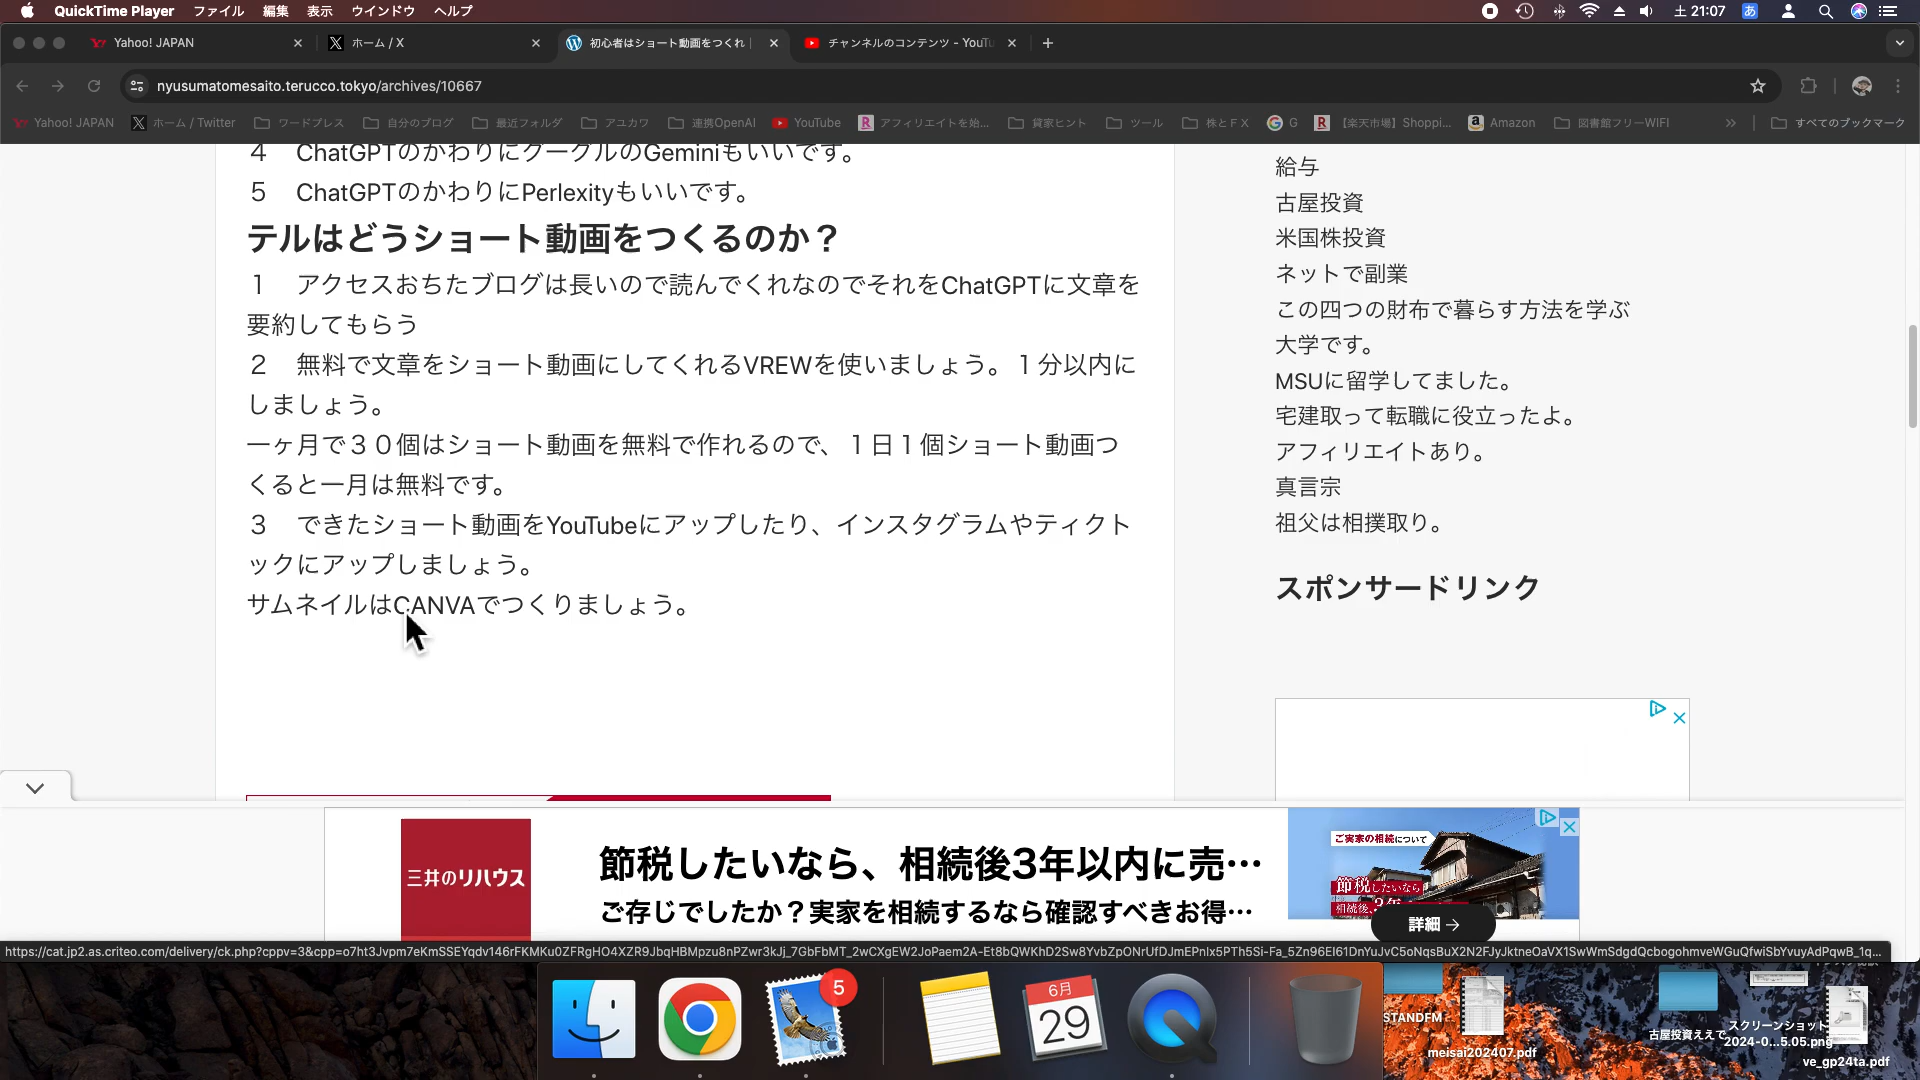 QuickTime Player ファイル 編集 表示 ウインドウ ヘルプ
土 21:07 あ
Yahoo! JAPAN
ホーム / X
初心者はショート動画をつくれ |
チャンネルのコンテンツ - YouTu
nyusumatomesaito.terucco.tokyo/archives/10667
Yahoo! JAPAN ホーム / Twitter ワードプレス 自分のブログ 最近フォルダ アユカワ 連携OpenAI YouTube アフィリエイトを始... 貸家ヒント ツール 株とＦＸ G 【楽天市場】Shoppi... Amazon 図書館フリーWIFI » すべてのブックマーク
４　ChatGPTのかわりにグーグルのGeminiもいいです。
５　ChatGPTのかわりにPerlexityもいいです。
テルはどうショート動画をつくるのか？
１　アクセスおちたブログは長いので読んでくれなのでそれをChatGPTに文章を
要約してもらう
２　無料で文章をショート動画にしてくれるVREWを使いましょう。１分以内に
しましょう。
一ヶ月で３０個はショート動画を無料で作れるので、１日１個ショート動画つ
くると一月は無料です。
３　できたショート動画をYouTubeにアップしたり、インスタグラムやティクト
ックにアップしましょう。
サムネイルはCANVAでつくりましょう。
給与
古屋投資
米国株投資
ネットで副業
この四つの財布で暮らす方法を学ぶ
大学です。
MSUに留学してました。
宅建取って転職に役立ったよ。
アフィリエイトあり。
真言宗
祖父は相撲取り。
スポンサードリンク
三井のリハウス
節税したいなら、相続後3年以内に売…
ご存じでしたか？実家を相続するなら確認すべきお得…
ご実家の相続について
節税したいなら
相続後、3年
詳細→
5
6月
29
STANDFM
meisai202407.pdf
古屋投資ええで
スクリーンショット
2024-0...5.05.png
ve_gp24ta.pdf